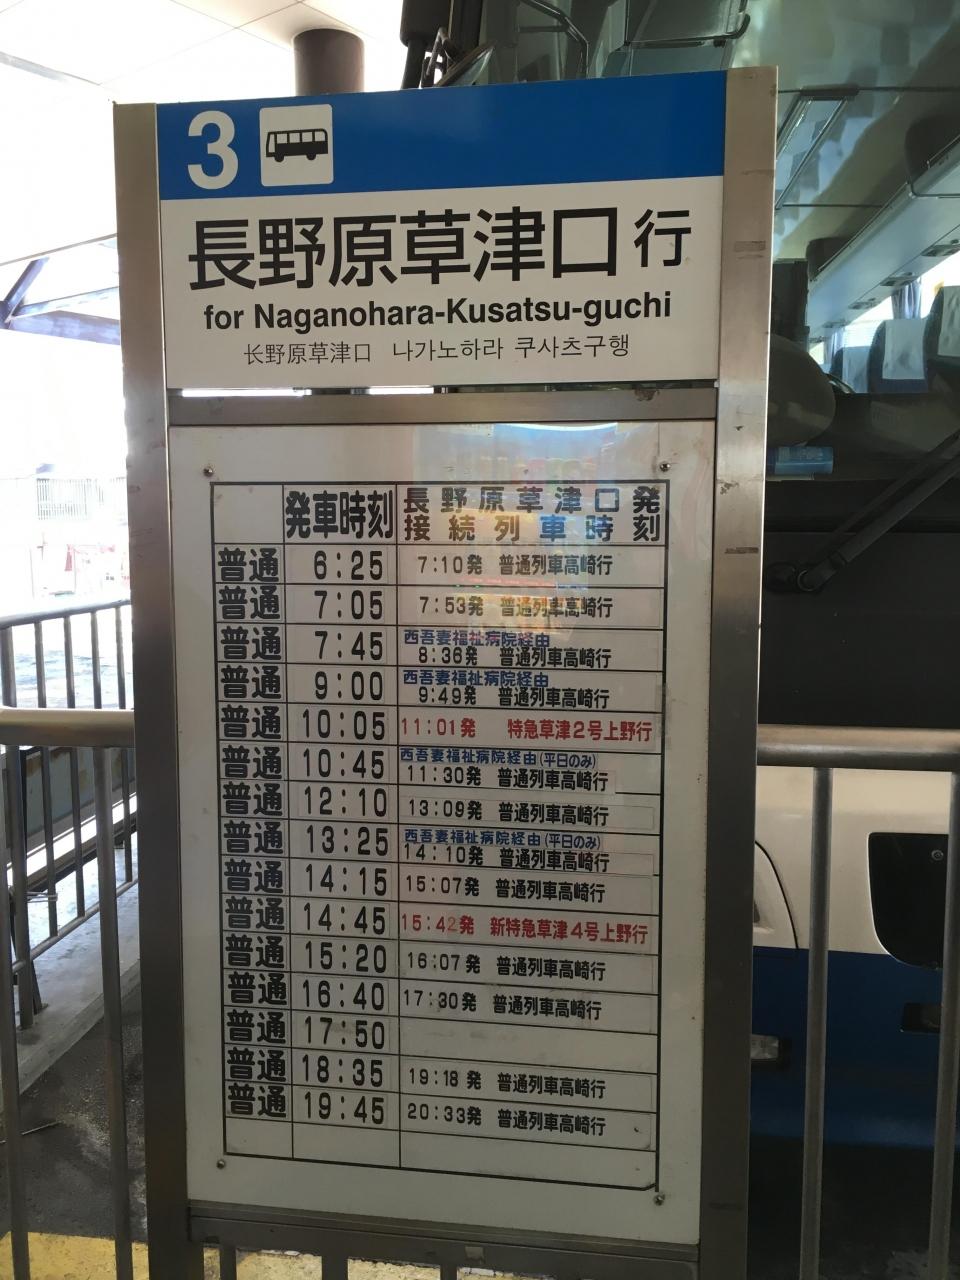 3
長野原草津口 行
for Naganohara-Kusatsu-guchi
长野原草津口 나가노하라 쿠사츠구행
発車時刻 長野原草津口発
接続列車時刻
普通 6:25 7:10発 普通列車高崎行
普通 7:05 7:53発 普通列車高崎行
普通 7:45 西吾妻福祉病院経由
8:36発 普通列車高崎行
普通 9:00 西吾妻福祉病院経由
9:49発 普通列車高崎行
普通 10:05 11:01発 特急草津2号上野行
普通 10:45 西吾妻福祉病院経由(平日のみ)
11:30発 普通列車高崎行
普通 12:10 13:09発 普通列車高崎行
普通 13:25 西吾妻福祉病院経由(平日のみ)
14:10発 普通列車高崎行
普通 14:15 15:07発 普通列車高崎行
普通 14:45 15:42発 新特急草津4号上野行
普通 15:20 16:07発 普通列車高崎行
普通 16:40 17:30発 普通列車高崎行
普通 17:50
普通 18:35 19:18発 普通列車高崎行
普通 19:45 20:33発 普通列車高崎行